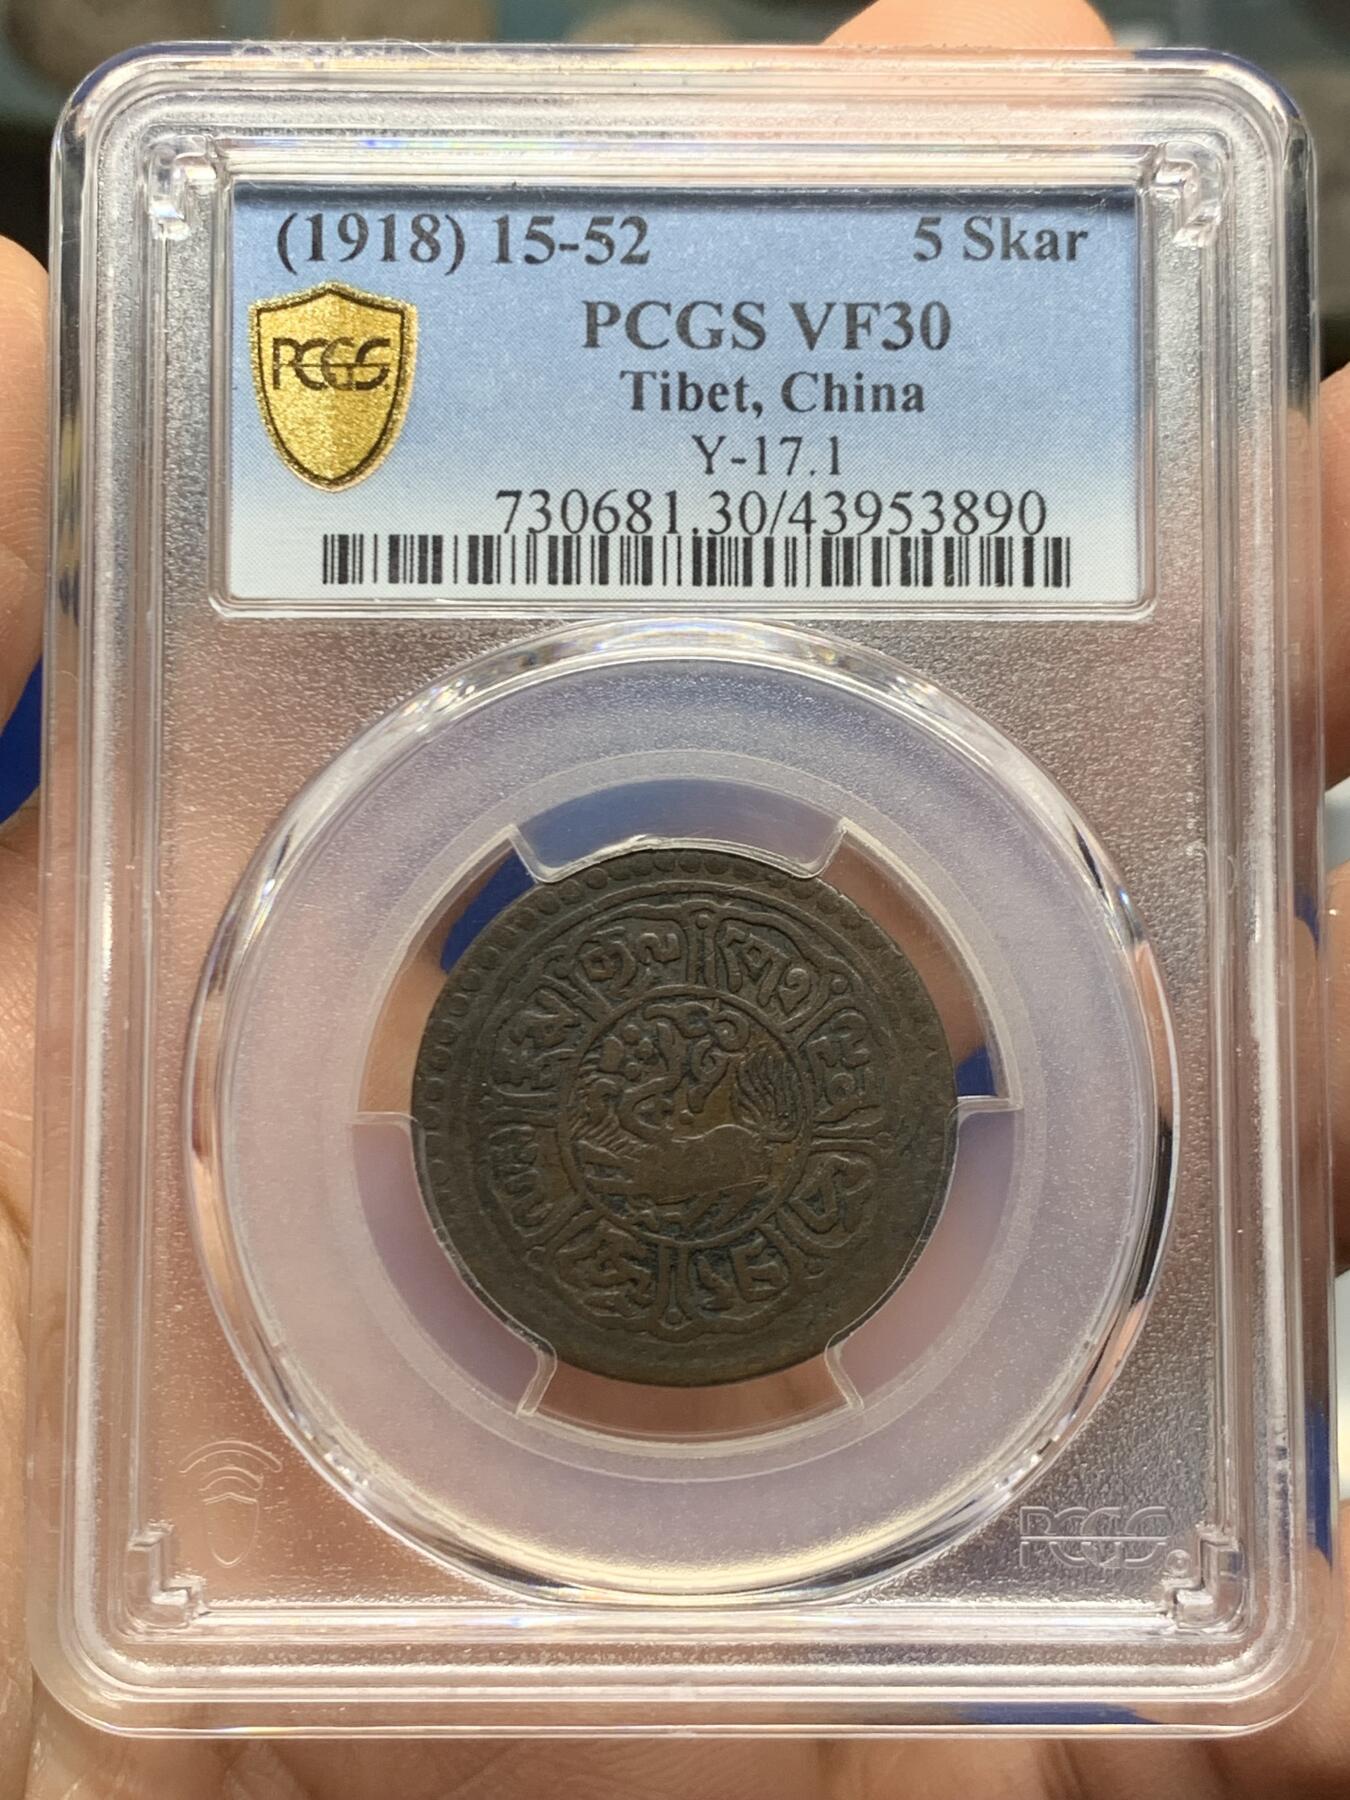 (1918) 15-52 5 Skar
PCGS VF30
PCGS
Tibet, China
Y-17.1
730681.30/43953890
PCGS